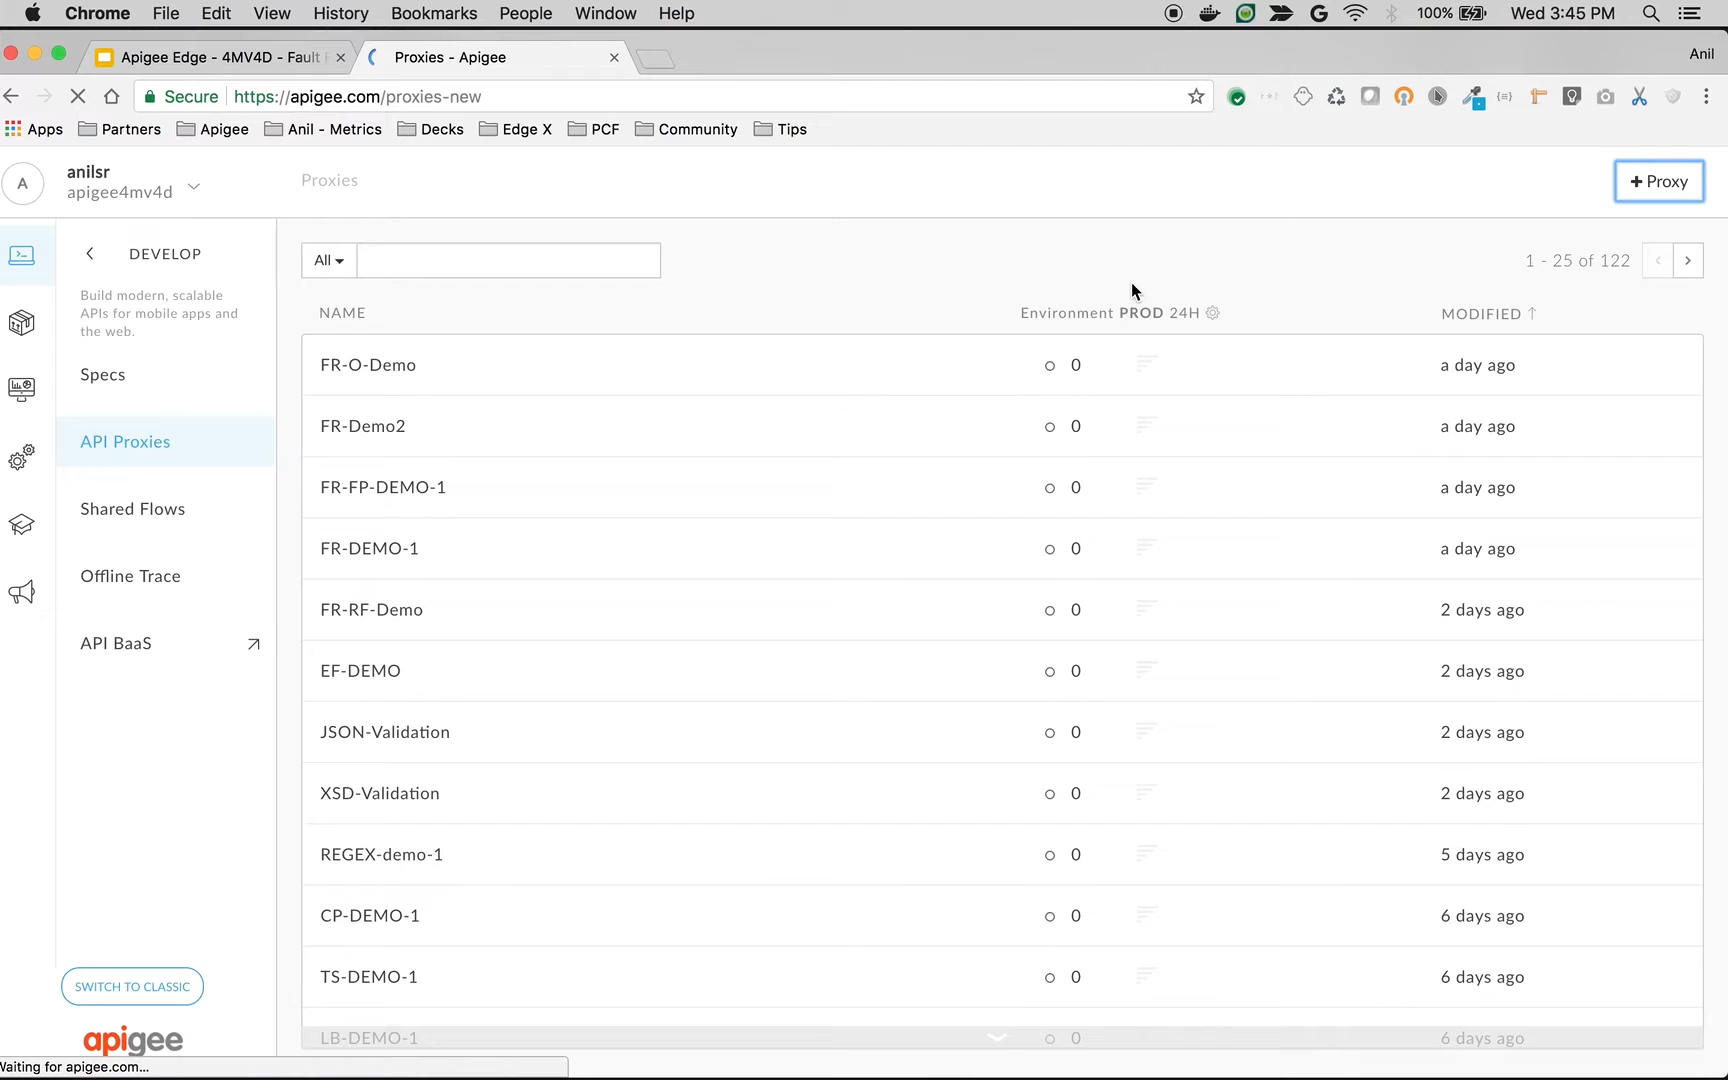 Chrome File Edit View History Bookmarks People Window Help 100% Wed 3:45 PM
Apigee Edge - 4MV4D - Fault
Proxies - Apigee
Anil
Secure https://apigee.com/proxies-new
Apps Partners Apigee Anil - Metrics Decks Edge X PCF Community Tips
A
anilsr
apigee4mv4d
Proxies
+ Proxy
DEVELOP
Build modern, scalable
APIs for mobile apps and
the web.
Specs
API Proxies
Shared Flows
Offline Trace
API BaaS
SWITCH TO CLASSIC
apigee
All
1 - 25 of 122
NAME Environment PROD 24H MODIFIED ↑
FR-O-Demo 0 a day ago
FR-Demo2 0 a day ago
FR-FP-DEMO-1 0 a day ago
FR-DEMO-1 0 a day ago
FR-RF-Demo 0 2 days ago
EF-DEMO 0 2 days ago
JSON-Validation 0 2 days ago
XSD-Validation 0 2 days ago
REGEX-demo-1 0 5 days ago
CP-DEMO-1 0 6 days ago
TS-DEMO-1 0 6 days ago
LB-DEMO-1 0 6 days ago
Waiting for apigee.com...